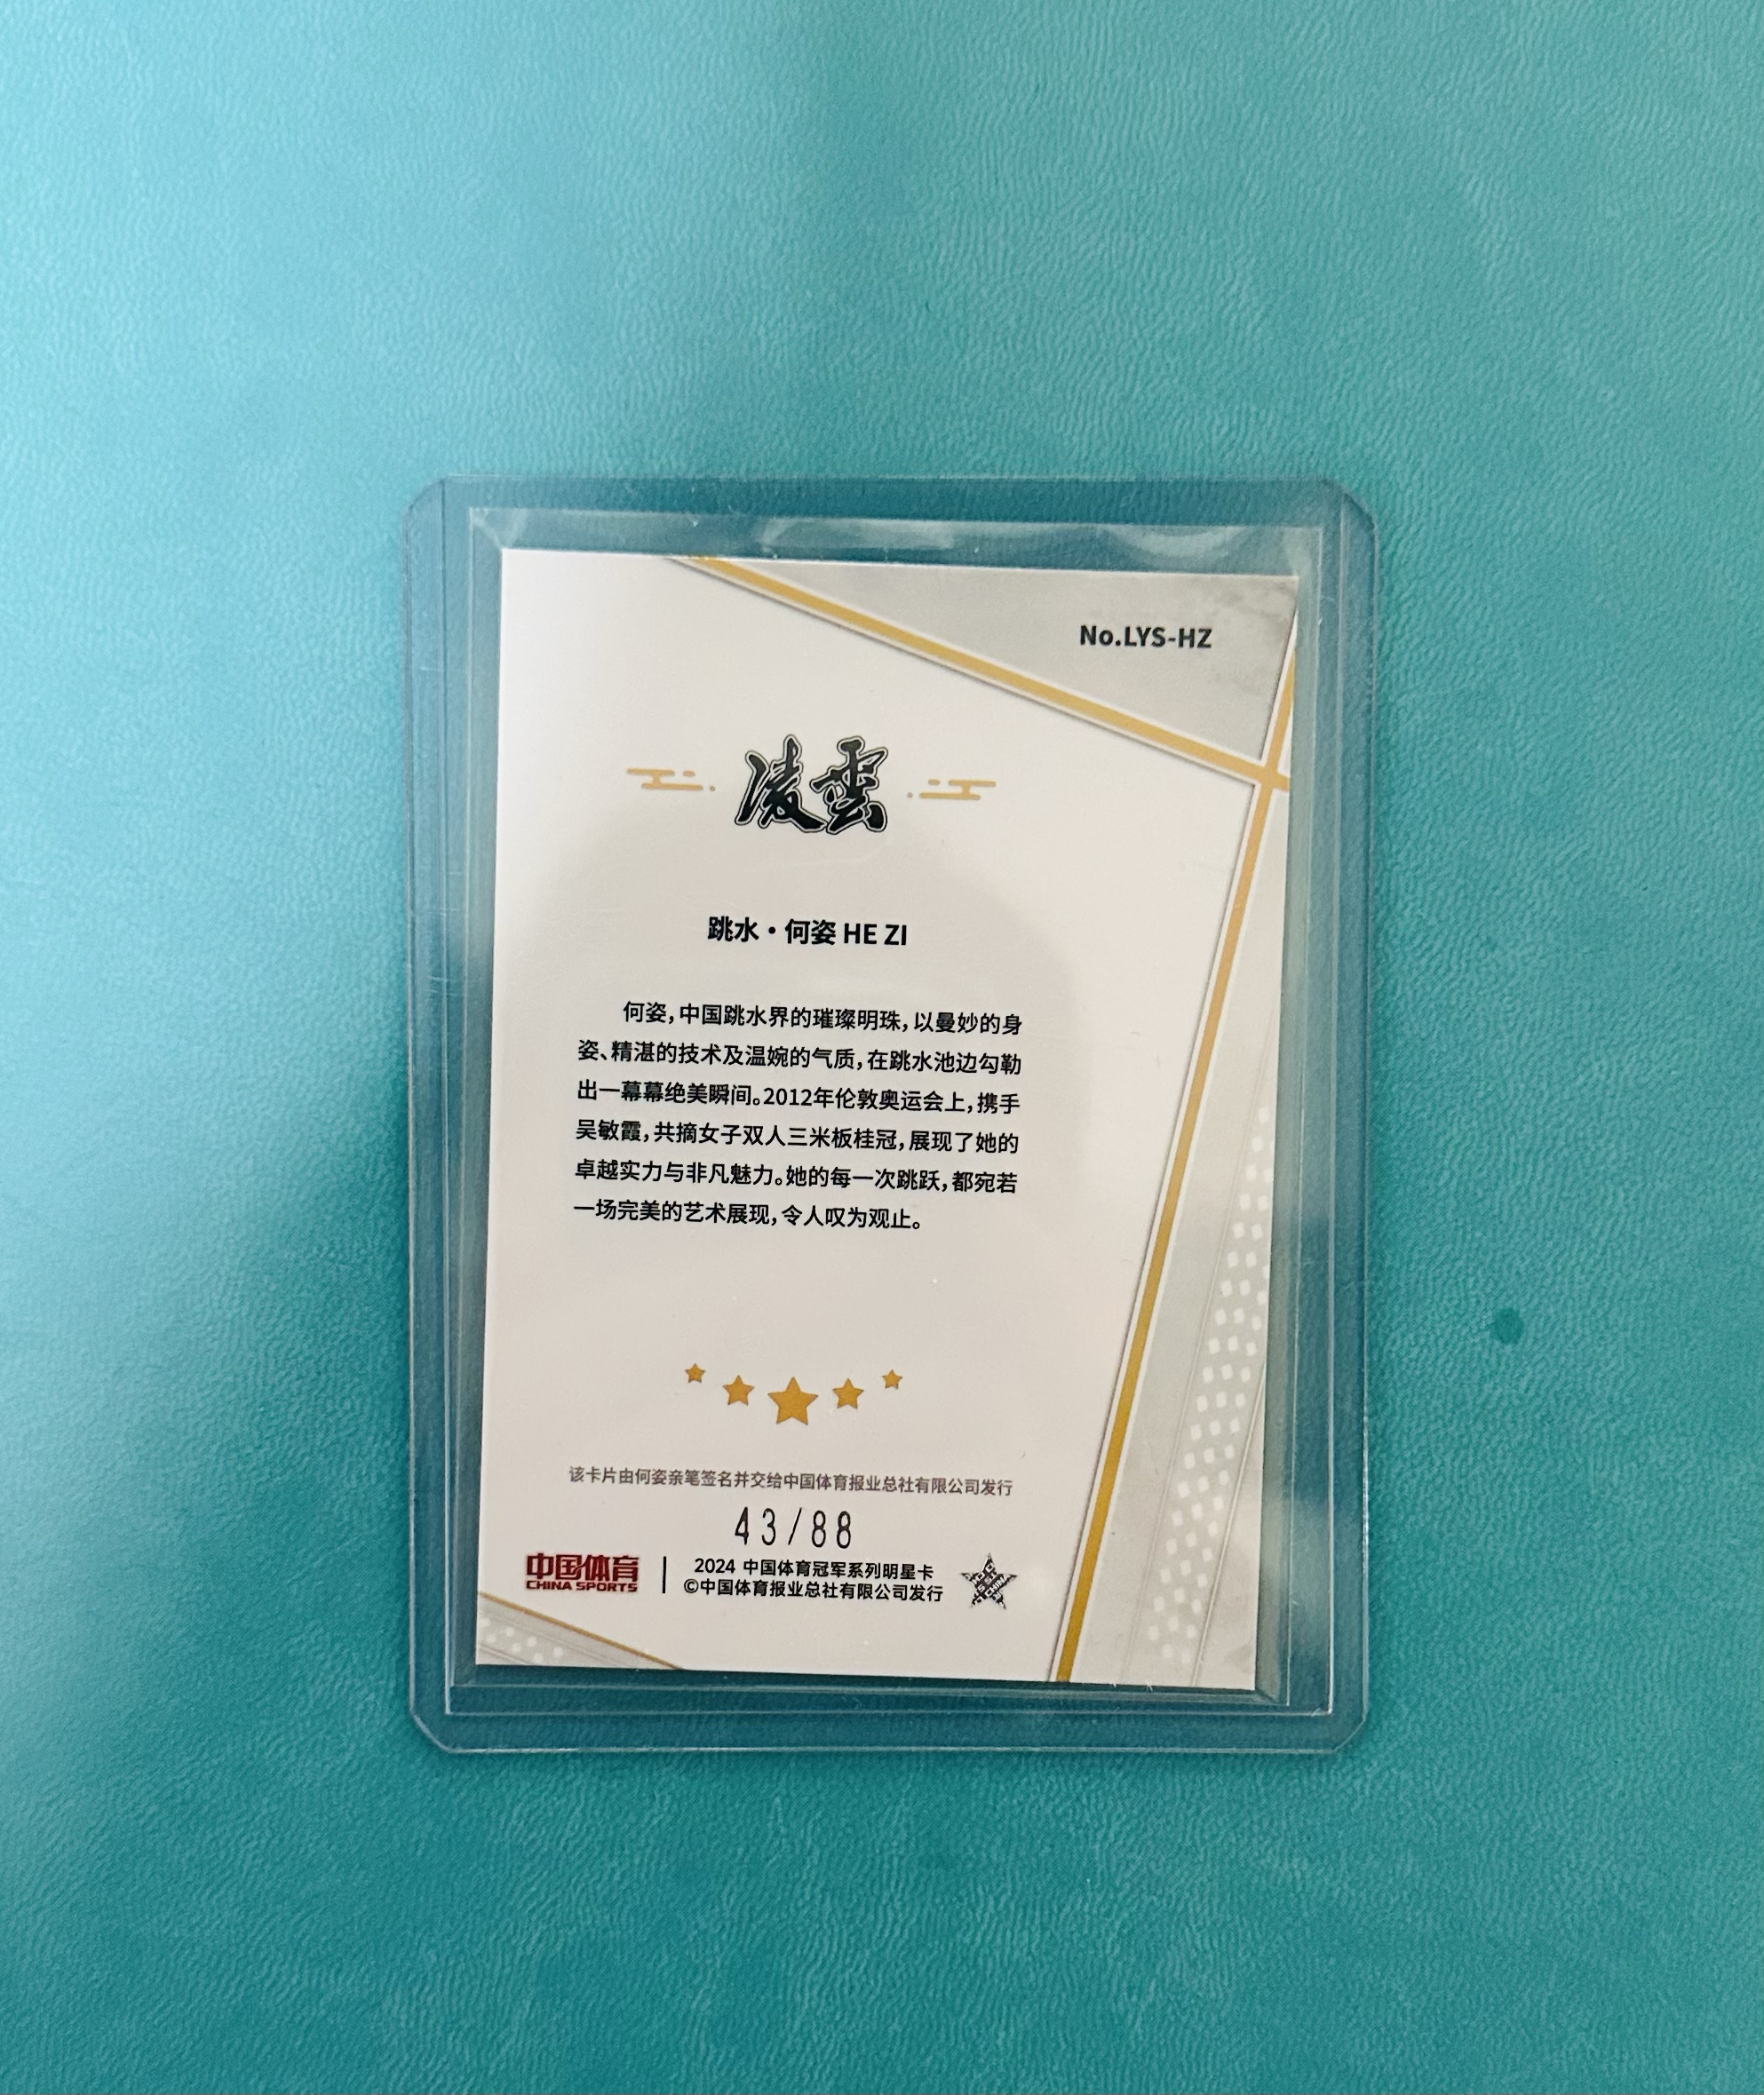 No.LYS-HZ
凌雲
跳水·何姿 HE ZI
何姿，中国跳水界的璀璨明珠，以曼妙的身
姿、精湛的技术及温婉的气质，在跳水池边勾勒
出一幕幕绝美瞬间。2012年伦敦奥运会上，携手
吴敏霞，共摘女子双人三米板桂冠，展现了她的
卓越实力与非凡魅力。她的每一次跳跃，都宛若
一场完美的艺术展现，令人叹为观止。
该卡片由何姿亲笔签名并交给中国体育报业总社有限公司发行
43/88
中国体育
CHINA SPORTS
2024 中国体育冠军系列明星卡
©中国体育报业总社有限公司发行